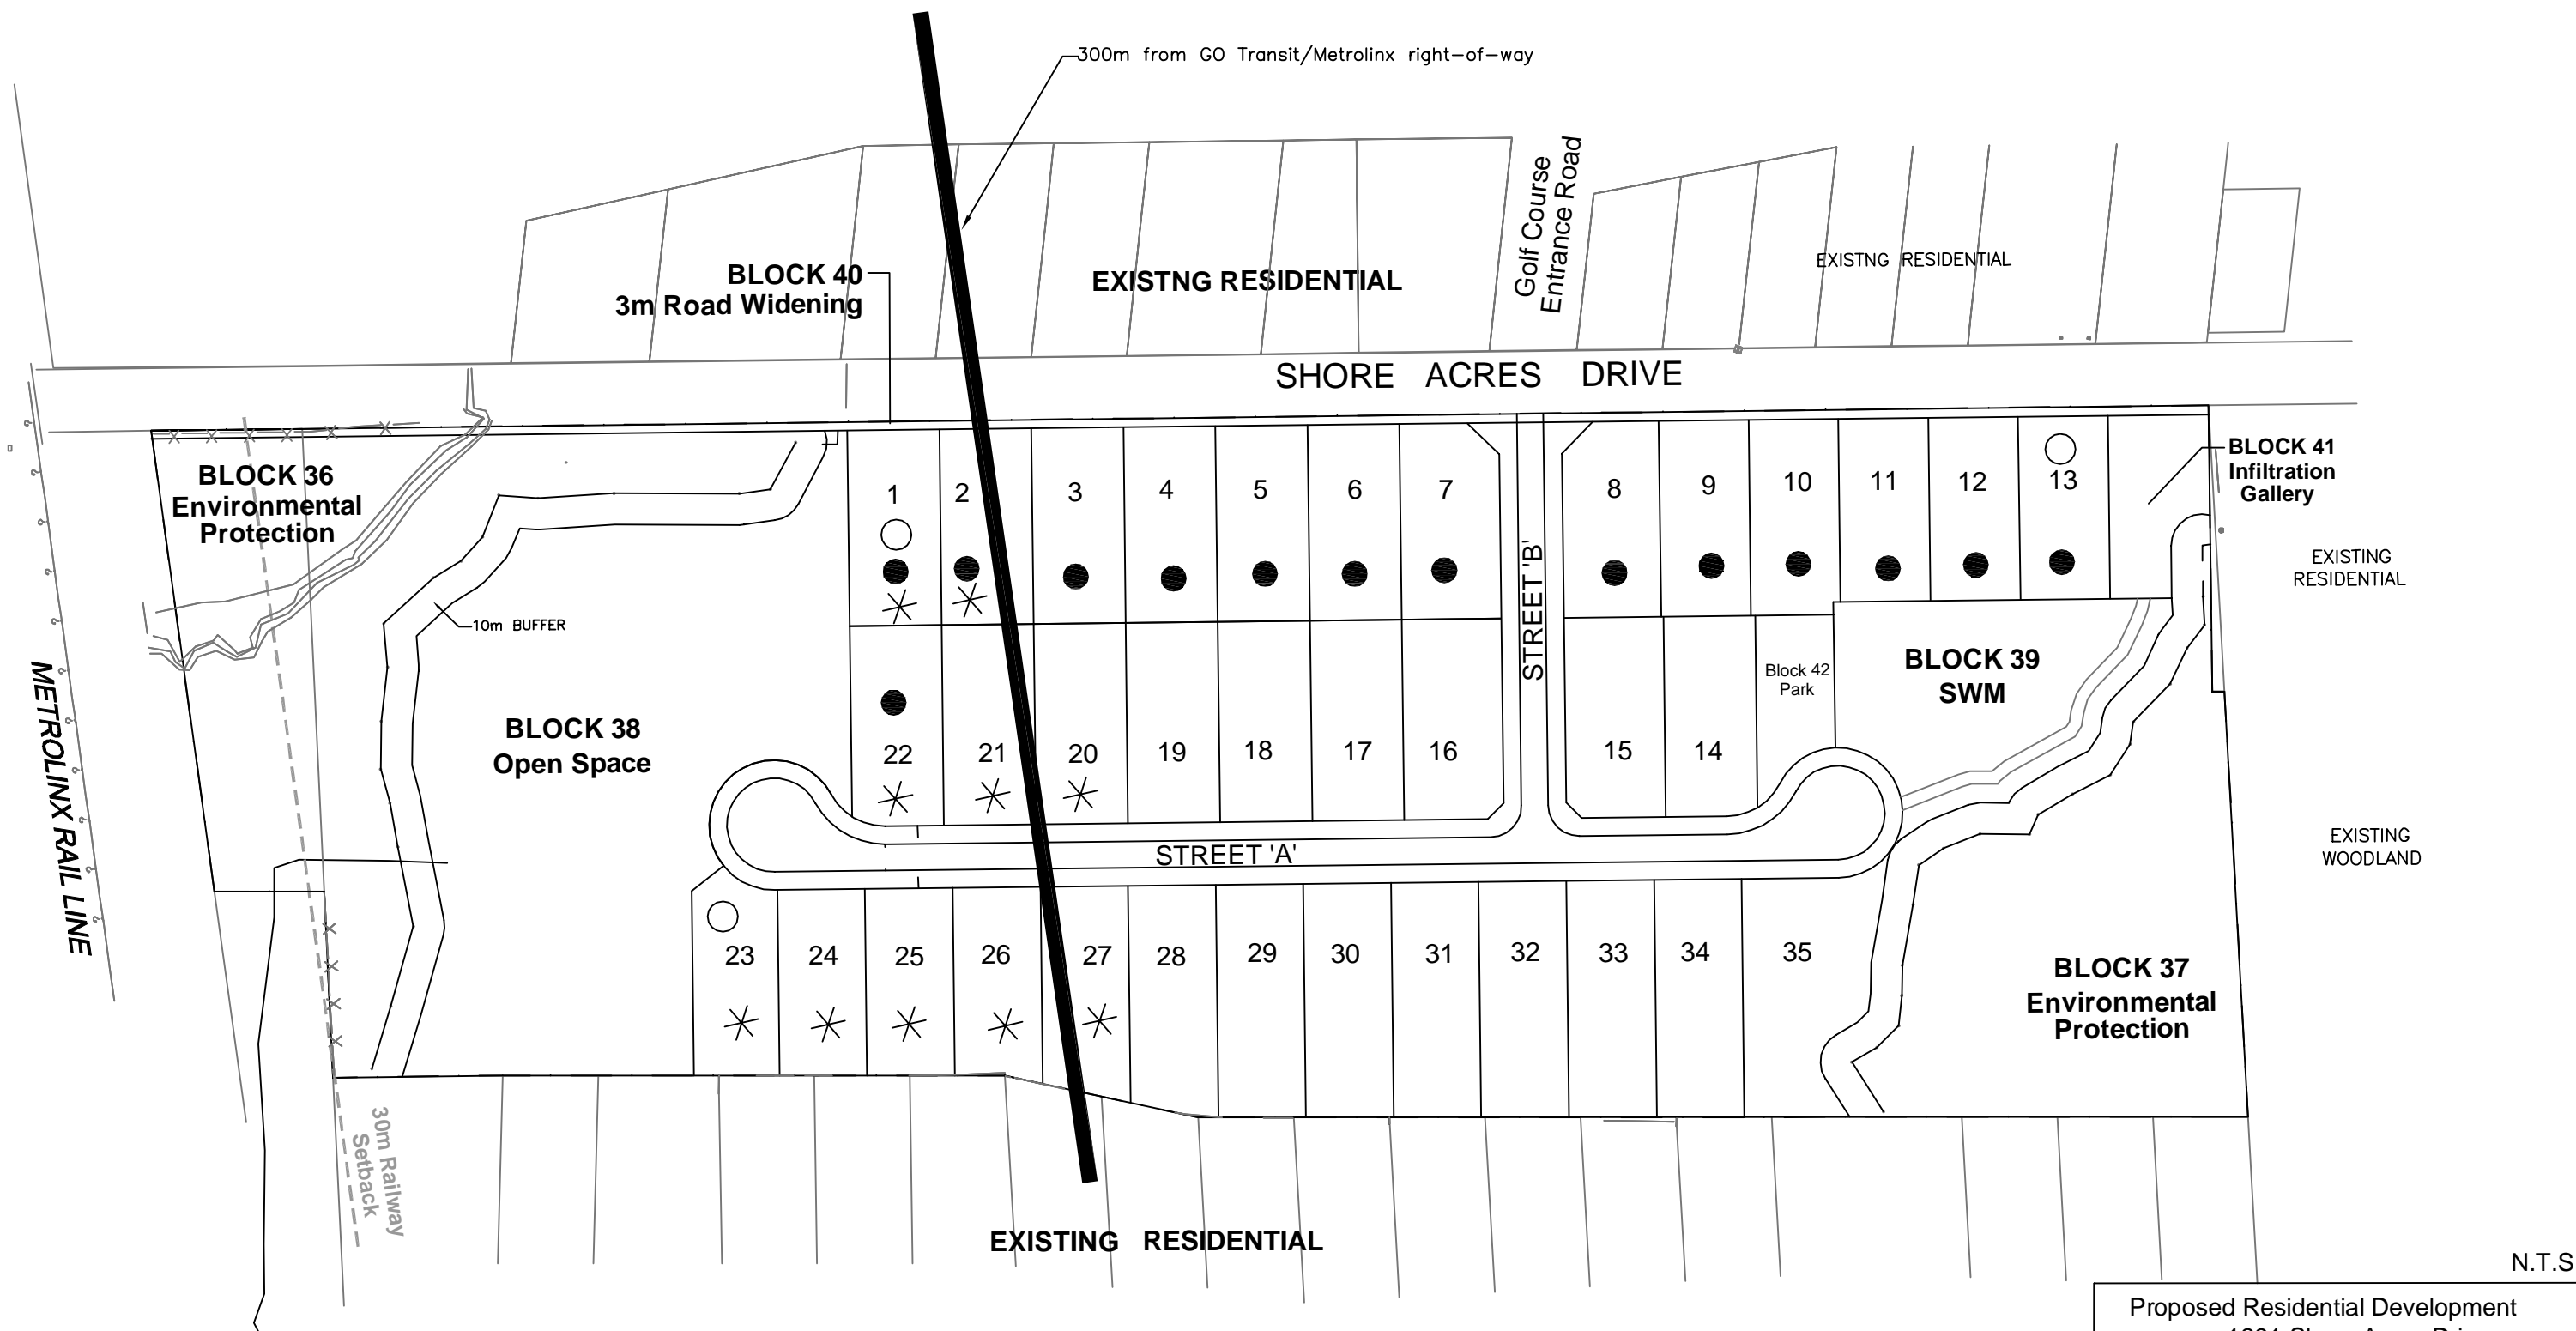 300m from GO Transit/Metrolinx right-of-way
Golf Course
Entrance Road
BLOCK 40
3m Road Widening
EXISTNG RESIDENTIAL
EXISTNG RESIDENTIAL
SHORE ACRES DRIVE
BLOCK 36
Environmental
Protection
1
2
3
4
5
6
7
8
9
10
11
12
13
BLOCK 41
Infiltration
Gallery
EXISTING
RESIDENTIAL
10m BUFFER
STREET 'B'
METROLINX RAIL LINE
BLOCK 38
Open Space
22
21
20
19
18
17
16
15
14
Block 42
Park
BLOCK 39
SWM
STREET 'A'
EXISTING
WOODLAND
23
24
25
26
27
28
29
30
31
32
33
34
35
BLOCK 37
Environmental
Protection
30m Railway
Setback
EXISTING RESIDENTIAL
N.T.S
Proposed Residential Development